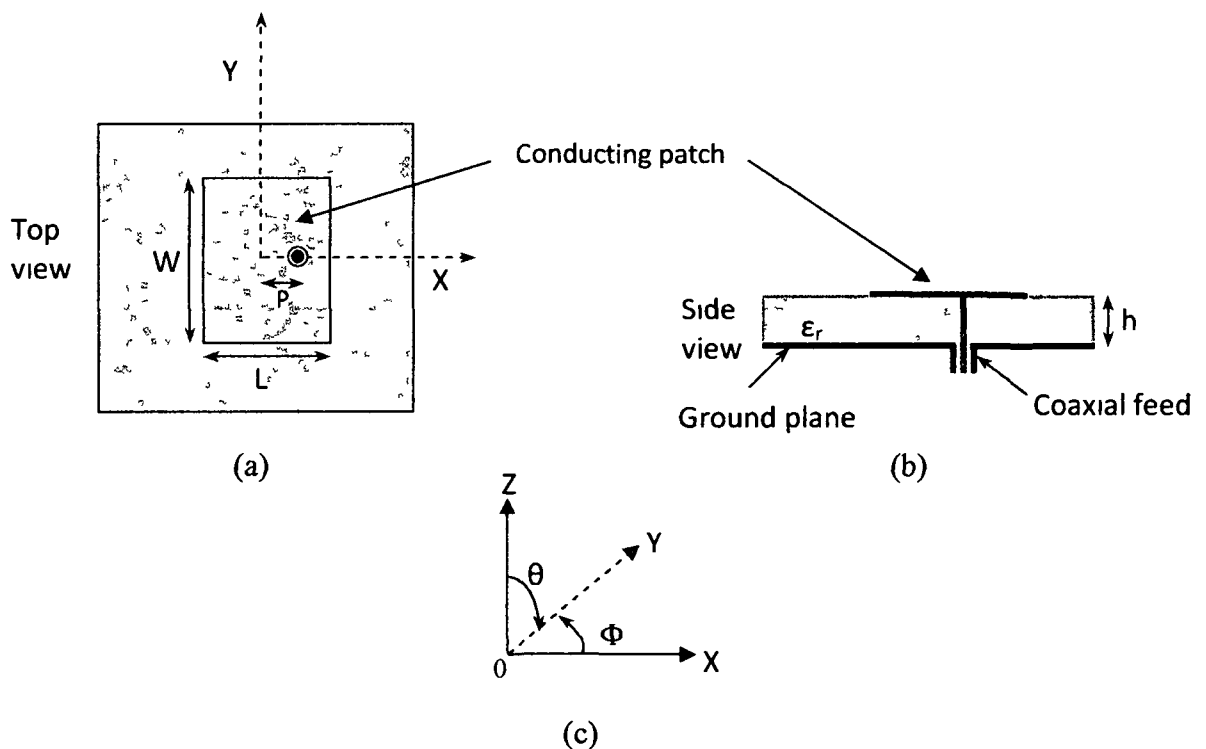 Y
Conducting patch
Top
view
W
X
P
L
Side
view
εr
h
Ground plane
Coaxial feed
(a)
(b)
Z
Y
θ
Φ
0
X
(c)